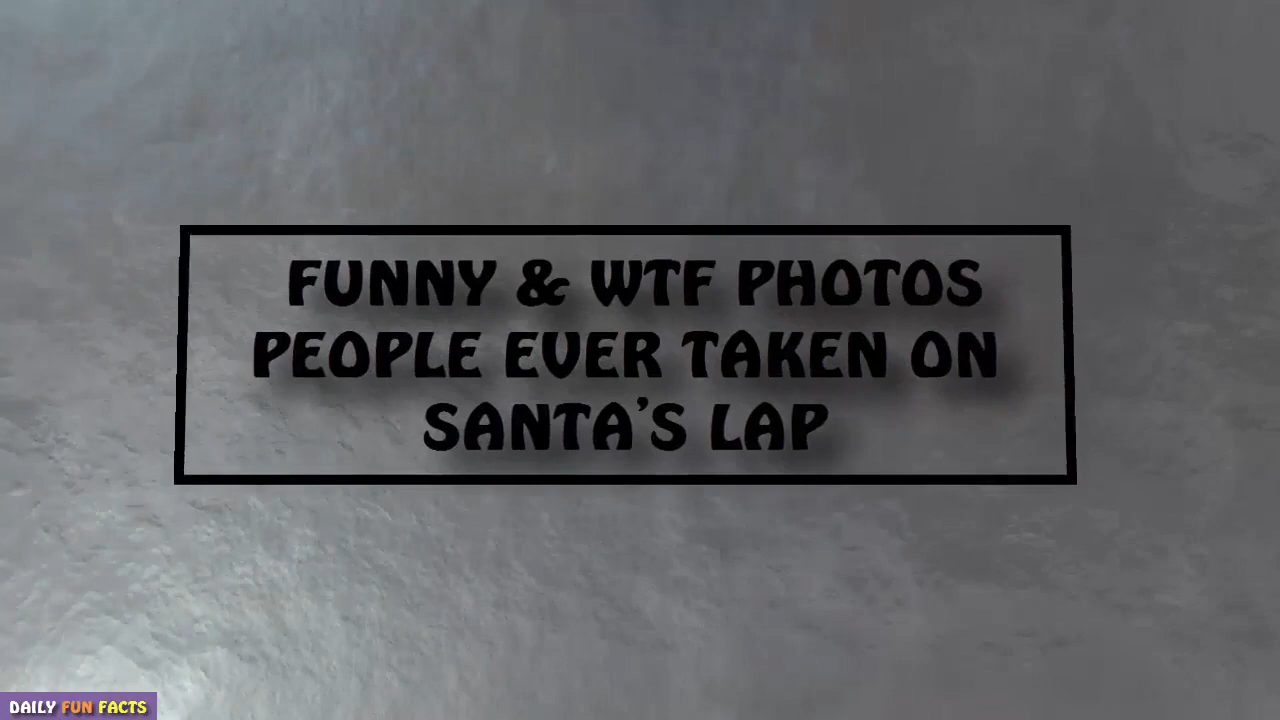 FUNNY & WTF PHOTOS
PEOPLE EVER TAKEN ON
SANTA'S LAP
DAILY FUN FACTS